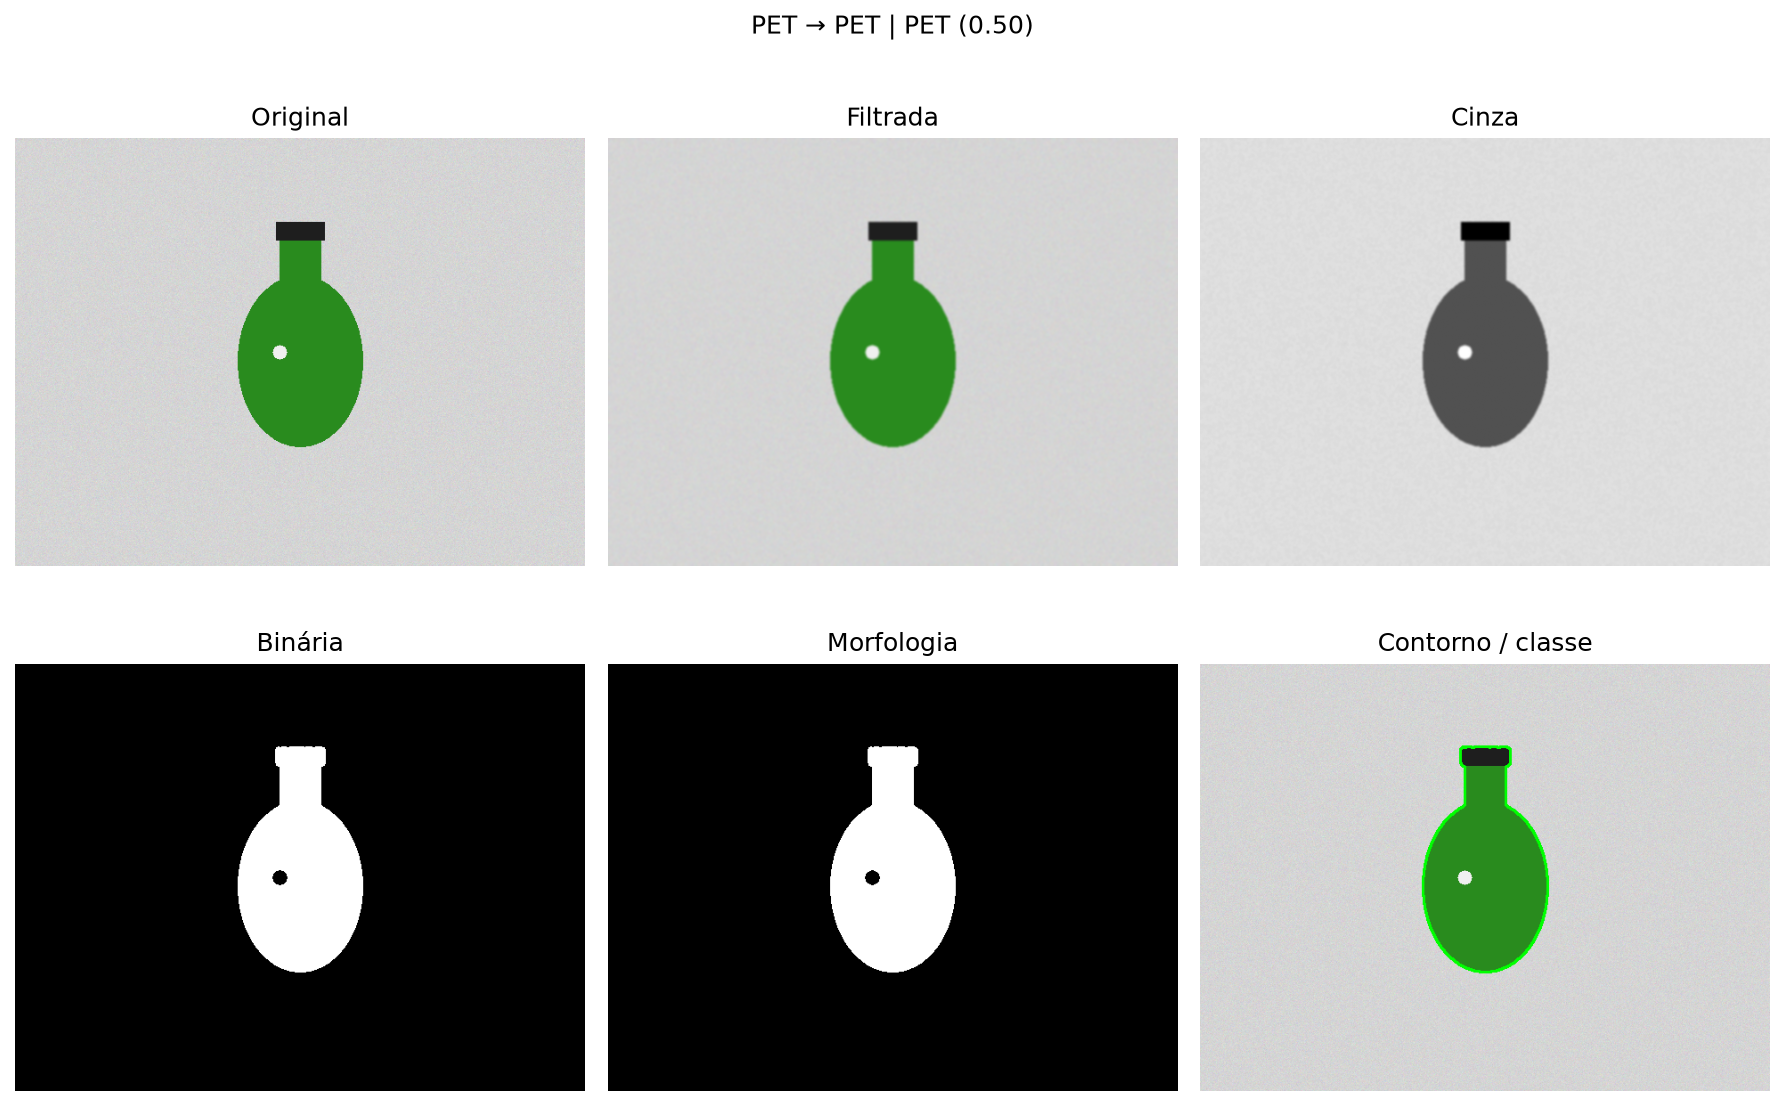 PET → PET | PET (0.50)
Original
Filtrada
Cinza
Binária
Morfologia
Contorno / classe